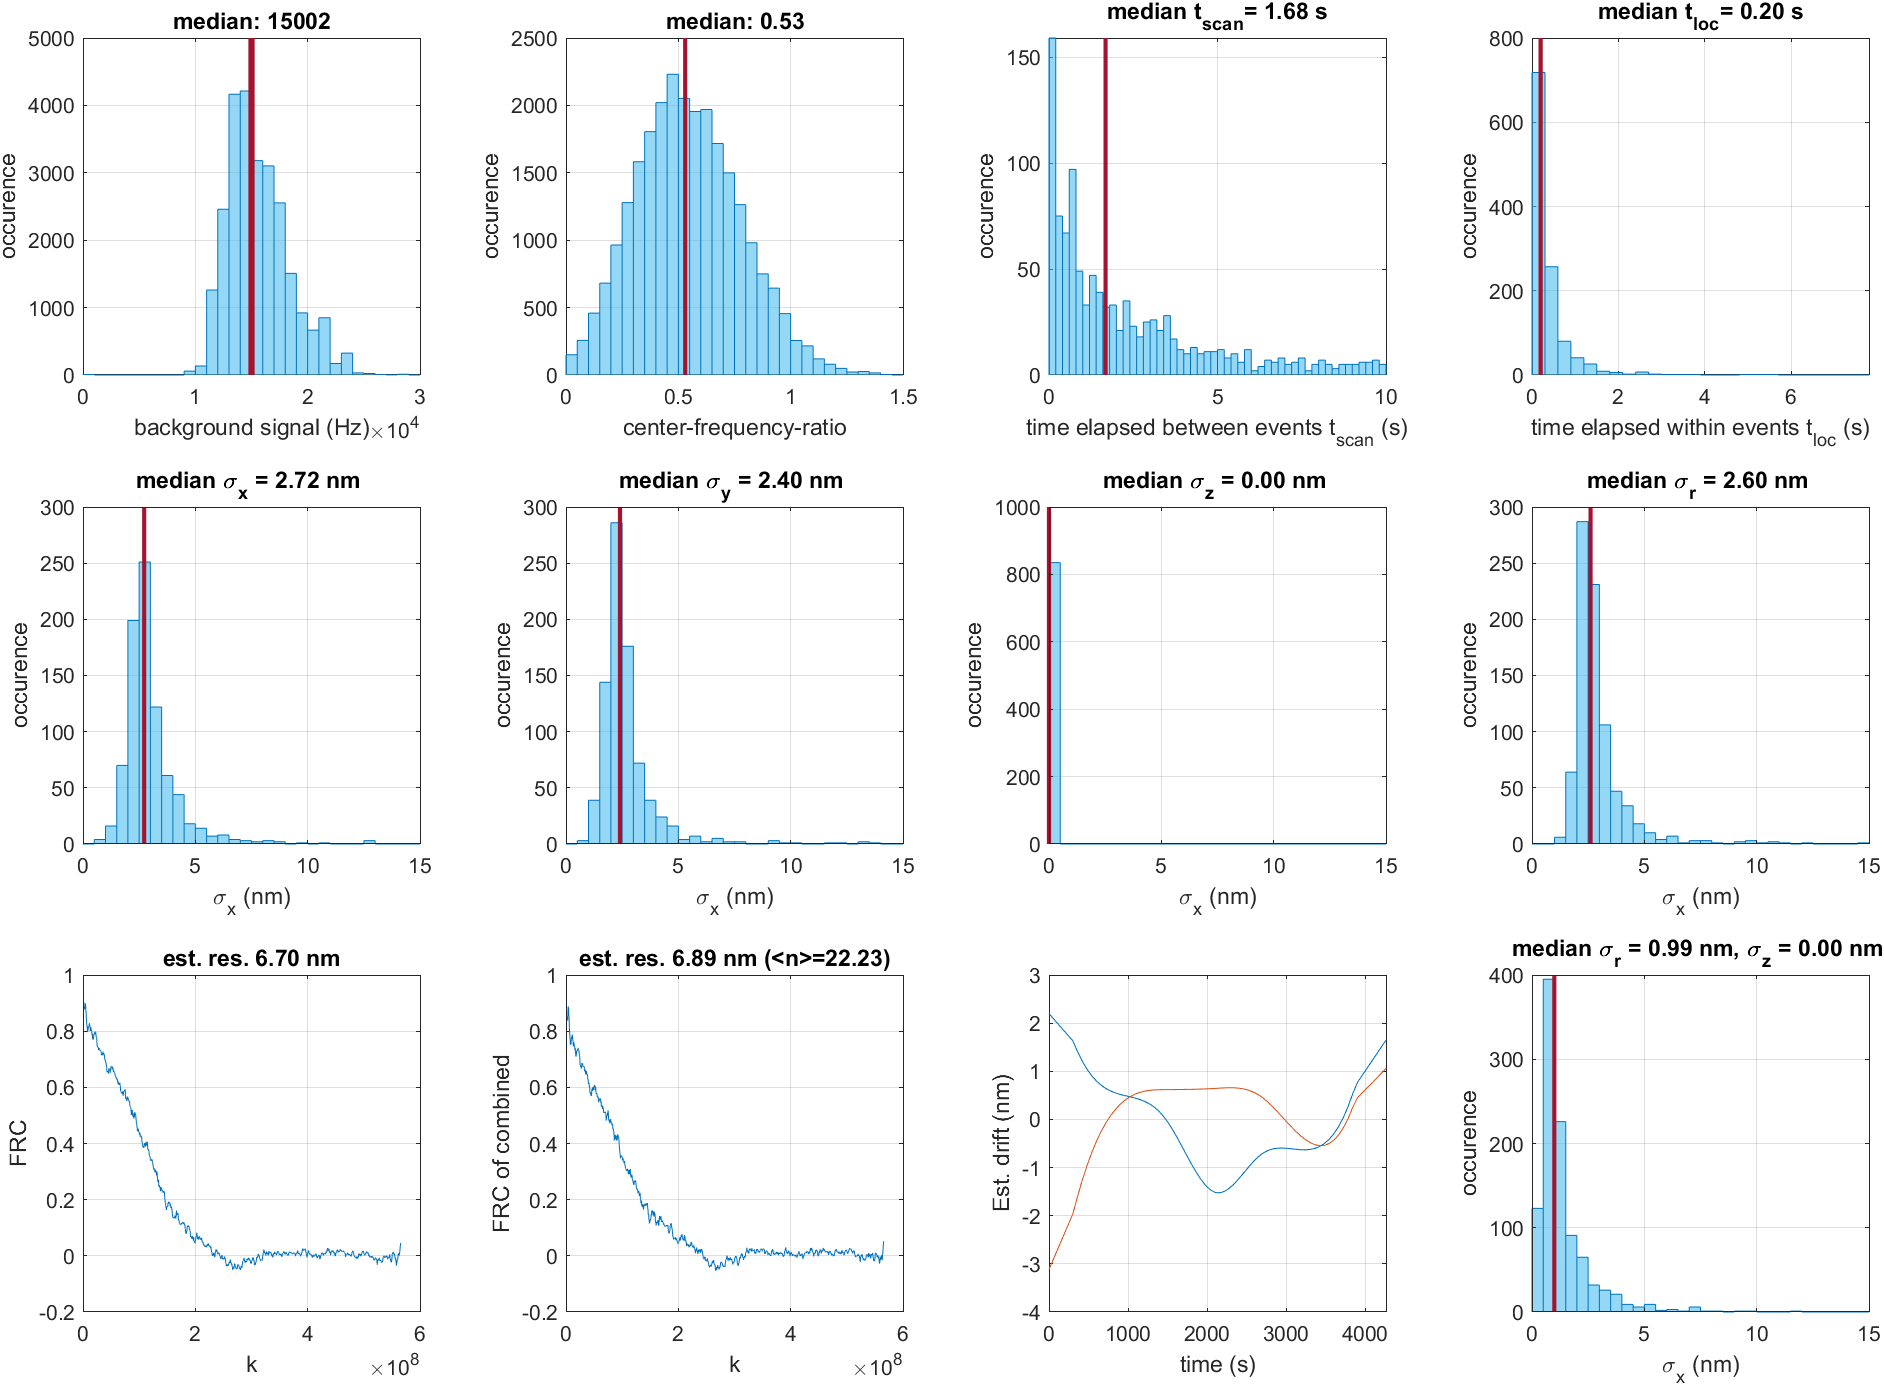 median: 15002
5000
4000
3000
2000
1000
0
0 1 2 3
×10⁴
background signal (Hz)
occurence
median: 0.53
2500
2000
1500
1000
500
0
0 0.5 1 1.5
center-frequency-ratio
occurence
median t_scan= 1.68 s
150
100
50
0
0 5 10
time elapsed between events t_scan (s)
occurence
median t_loc= 0.20 s
800
600
400
200
0
0 2 4 6
time elapsed within events t_loc (s)
occurence
median σ_x = 2.72 nm
300
250
200
150
100
50
0
0 5 10 15
σ_x (nm)
occurence
median σ_y = 2.40 nm
300
250
200
150
100
50
0
0 5 10 15
σ_x (nm)
occurence
median σ_z = 0.00 nm
1000
800
600
400
200
0
0 5 10 15
σ_x (nm)
occurence
median σ_r = 2.60 nm
300
250
200
150
100
50
0
0 5 10 15
σ_x (nm)
occurence
est. res. 6.70 nm
1
0.8
0.6
0.4
0.2
0
-0.2
0 2 4 6
×10⁸
k
FRC
est. res. 6.89 nm (<n>=22.23)
1
0.8
0.6
0.4
0.2
0
-0.2
0 2 4 6
×10⁸
k
FRC of combined
3
2
1
0
-1
-2
-3
-4
0 1000 2000 3000 4000
time (s)
Est. drift (nm)
median σ_r = 0.99 nm, σ_z = 0.00 nm
400
300
200
100
0
0 5 10 15
σ_x (nm)
occurence